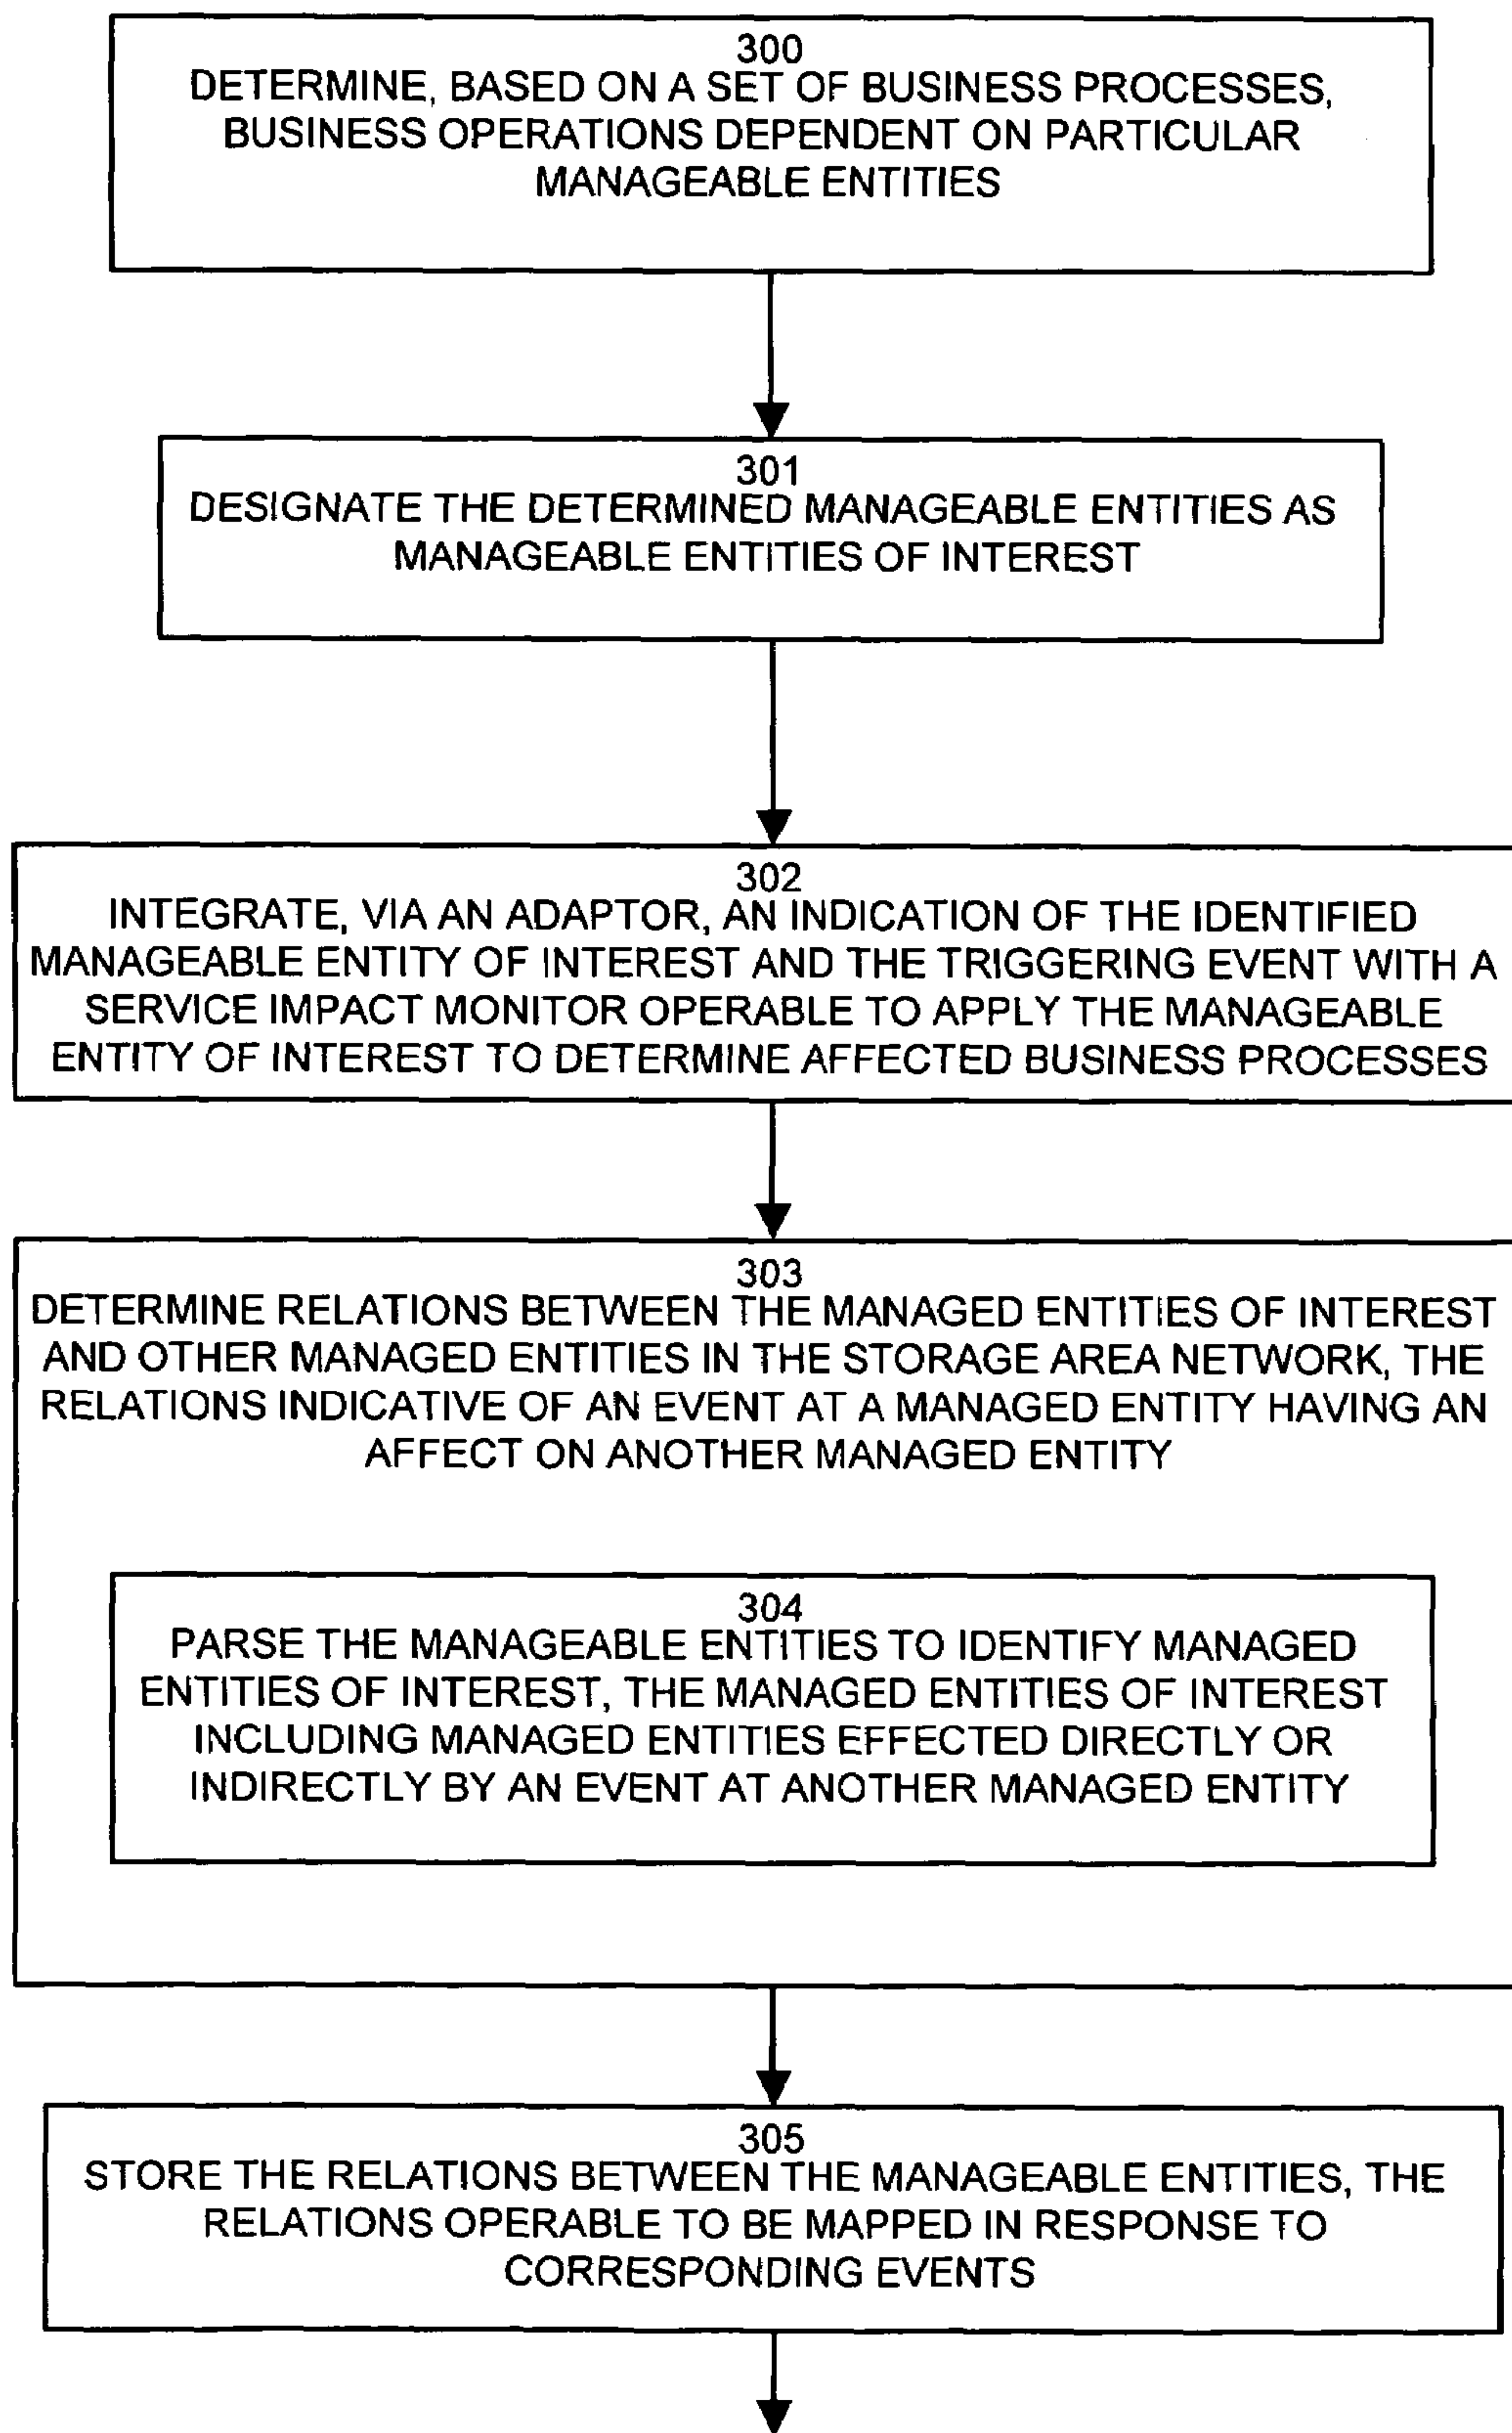 300
DETERMINE, BASED ON A SET OF BUSINESS PROCESSES,
BUSINESS OPERATIONS DEPENDENT ON PARTICULAR
MANAGEABLE ENTITIES
301
DESIGNATE THE DETERMINED MANAGEABLE ENTITIES AS
MANAGEABLE ENTITIES OF INTEREST
302
INTEGRATE, VIA AN ADAPTOR, AN INDICATION OF THE IDENTIFIED
MANAGEABLE ENTITY OF INTEREST AND THE TRIGGERING EVENT WITH A
SERVICE IMPACT MONITOR OPERABLE TO APPLY THE MANAGEABLE
ENTITY OF INTEREST TO DETERMINE AFFECTED BUSINESS PROCESSES
303
DETERMINE RELATIONS BETWEEN THE MANAGED ENTITIES OF INTEREST
AND OTHER MANAGED ENTITIES IN THE STORAGE AREA NETWORK, THE
RELATIONS INDICATIVE OF AN EVENT AT A MANAGED ENTITY HAVING AN
AFFECT ON ANOTHER MANAGED ENTITY
304
PARSE THE MANAGEABLE ENTITIES TO IDENTIFY MANAGED
ENTITIES OF INTEREST, THE MANAGED ENTITIES OF INTEREST
INCLUDING MANAGED ENTITIES EFFECTED DIRECTLY OR
INDIRECTLY BY AN EVENT AT ANOTHER MANAGED ENTITY
305
STORE THE RELATIONS BETWEEN THE MANAGEABLE ENTITIES, THE
RELATIONS OPERABLE TO BE MAPPED IN RESPONSE TO
CORRESPONDING EVENTS